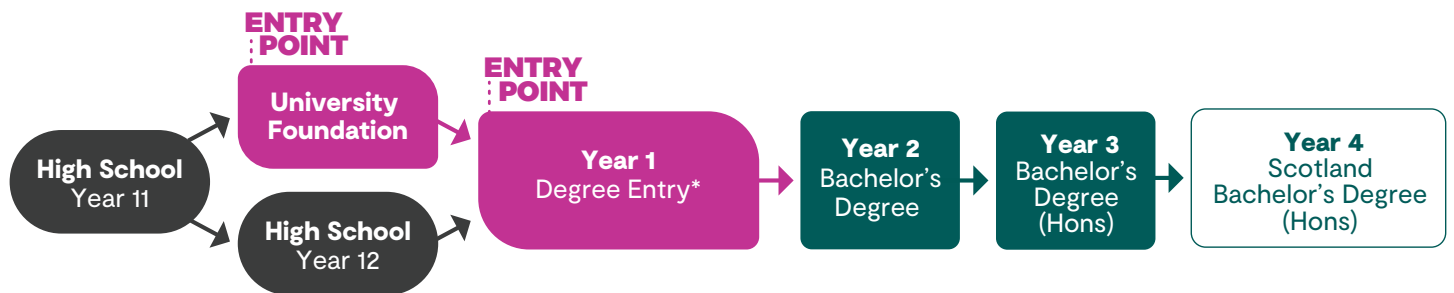 High School
Year 11
ENTRY
POINT
University
Foundation
High School
Year 12
ENTRY
POINT
Year 1
Degree Entry*
Year 2
Bachelor’s
Degree
Year 3
Bachelor’s
Degree
(Hons)
Year 4
Scotland
Bachelor’s Degree
(Hons)